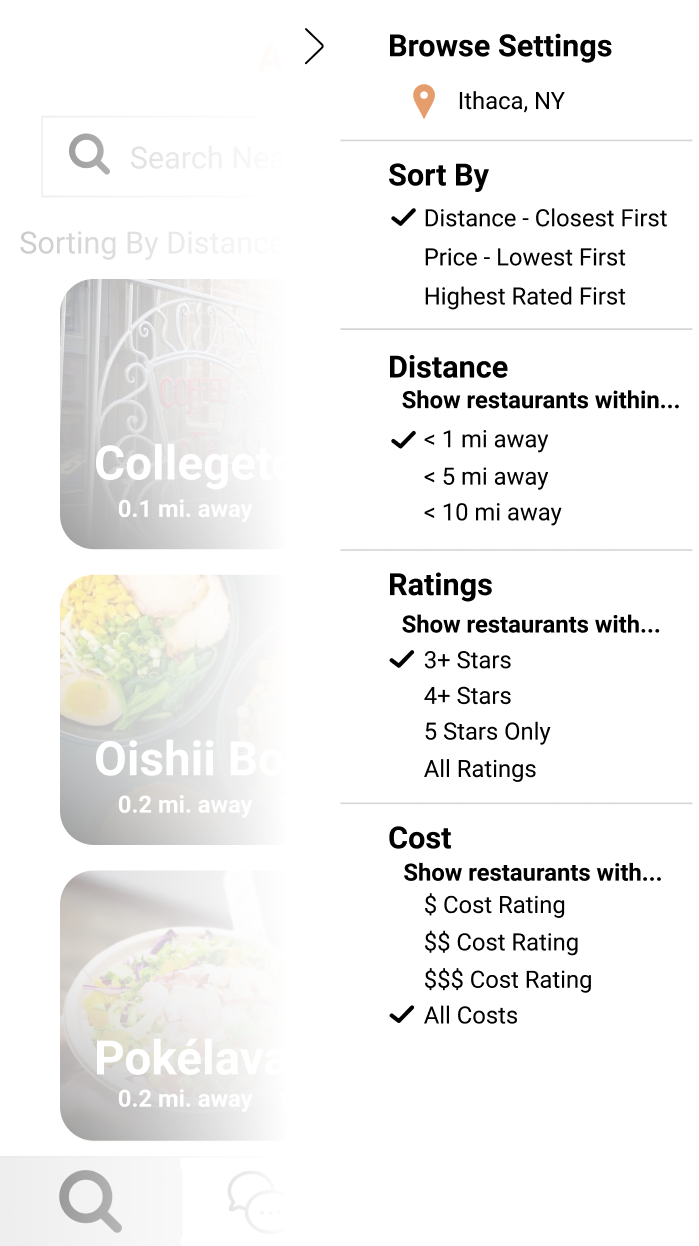 Browse Settings
Ithaca, NY
Search Nea
Sort By
Distance - Closest First
Price - Lowest First
Highest Rated First
Sorting By Distance
Distance
Show restaurants within...
< 1 mi away
< 5 mi away
< 10 mi away
COFFEE
Colleget
0.1 mi. away
Ratings
Show restaurants with...
3+ Stars
4+ Stars
5 Stars Only
All Ratings
Oishii Bo
0.2 mi. away
Cost
Show restaurants with...
$ Cost Rating
$$ Cost Rating
$$$ Cost Rating
All Costs
Pokélava
0.2 mi. away